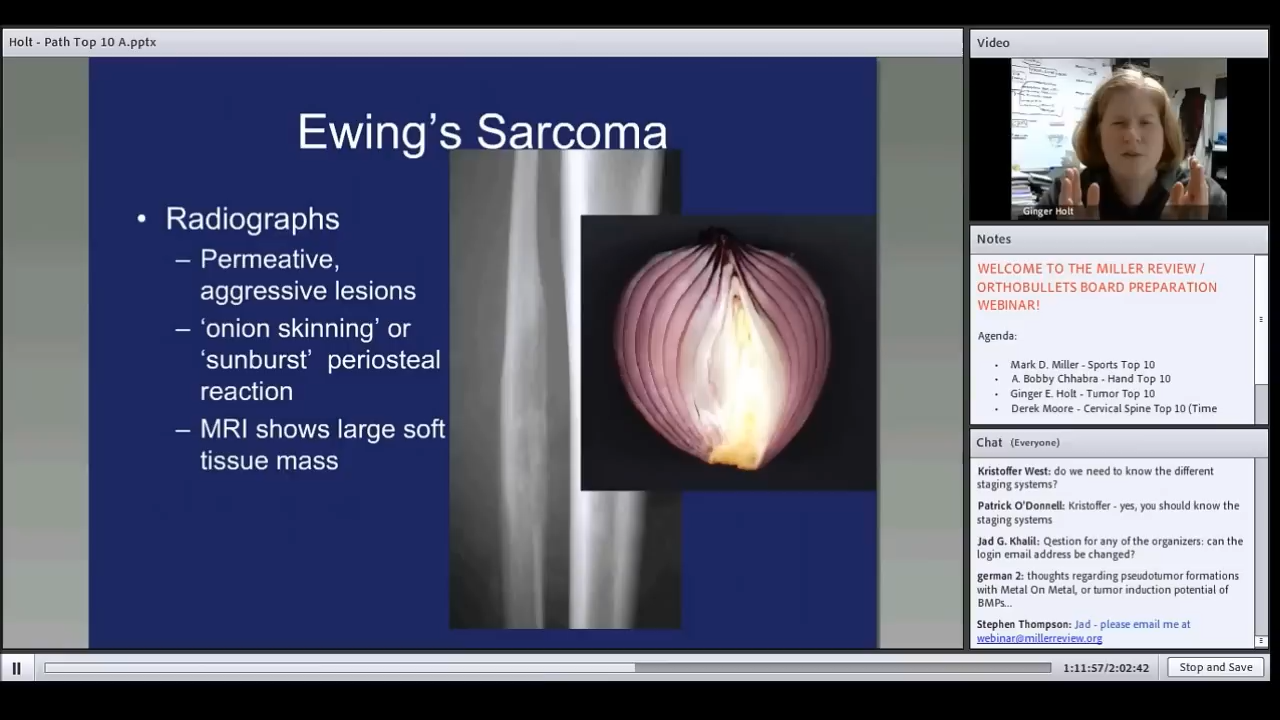 Holt - Path Top 10 A.pptx
Ewing's Sarcoma
• Radiographs
– Permeative,
aggressive lesions
– 'onion skinning' or
'sunburst' periosteal
reaction
– MRI shows large soft
tissue mass
Video
Ginger Holt
Notes
WELCOME TO THE MILLER REVIEW /
ORTHOBULLETS BOARD PREPARATION
WEBINAR!
Agenda:
• Mark D. Miller - Sports Top 10
• A. Bobby Chhabra - Hand Top 10
• Ginger E. Holt - Tumor Top 10
• Derek Moore - Cervical Spine Top 10 (Time
Chat (Everyone)
Kristoffer West: do we need to know the different
staging systems?
Patrick O'Donnell: Kristoffer - yes, you should know the
staging systems
Jad G. Khalil: Qestion for any of the organizers: can the
login email address be changed?
german 2: thoughts regarding pseudotumor formations
with Metal On Metal, or tumor induction potential of
BMPs...
Stephen Thompson: Jad - please email me at
webinar@millerreview.org
1:11:57/2:02:42
Stop and Save